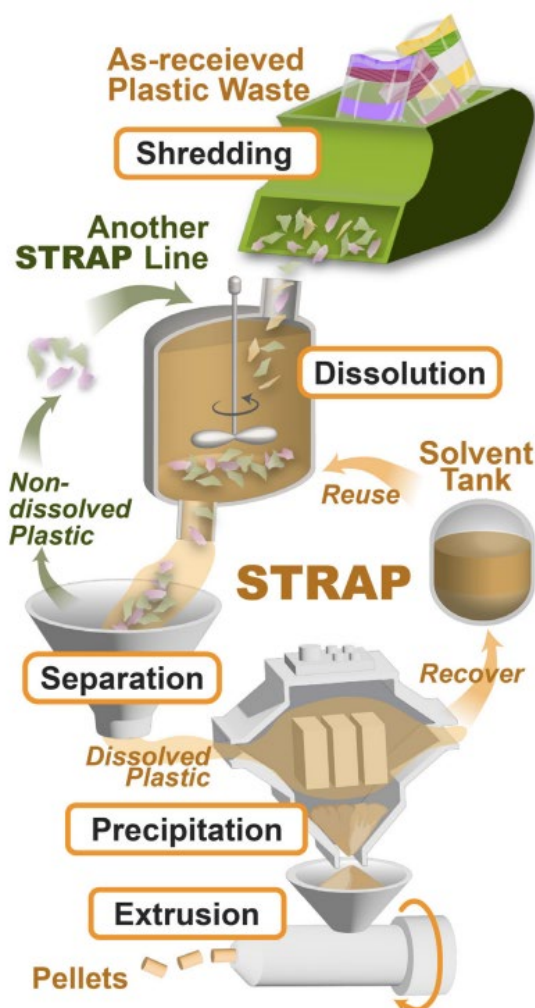 As-receieved
Plastic Waste
Shredding
Another
STRAP Line
Dissolution
Non-
dissolved
Plastic
Reuse
Solvent
Tank
STRAP
Separation
Recover
Dissolved
Plastic
Precipitation
Extrusion
Pellets